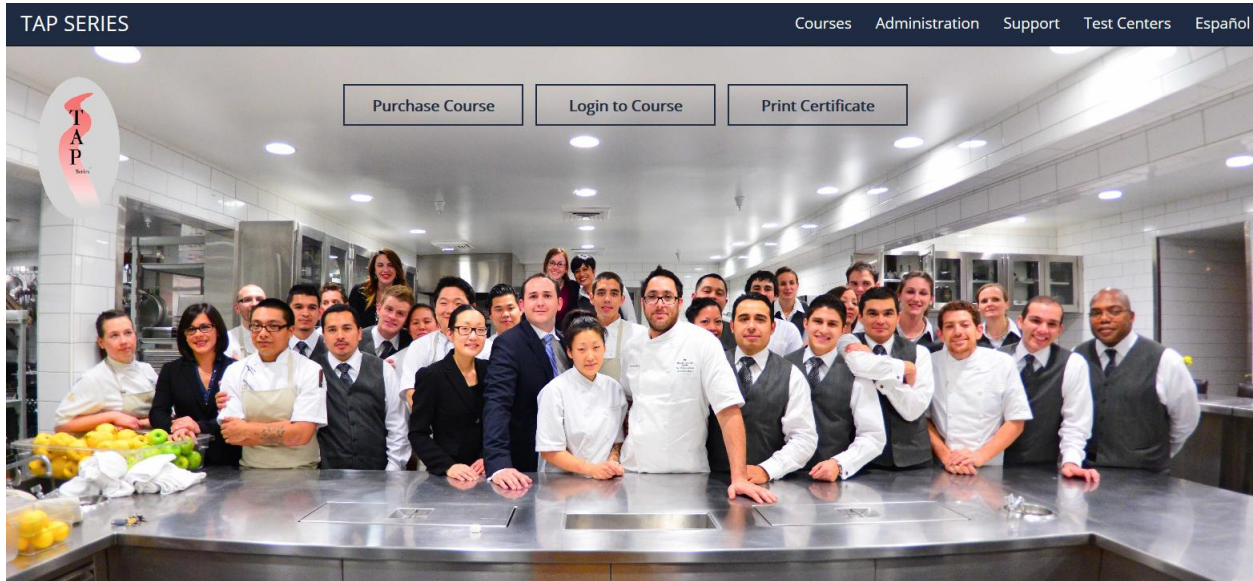 TAP SERIES
Courses Administration Support Test Centers Español
Purchase Course Login to Course Print Certificate
T
A
P
Series